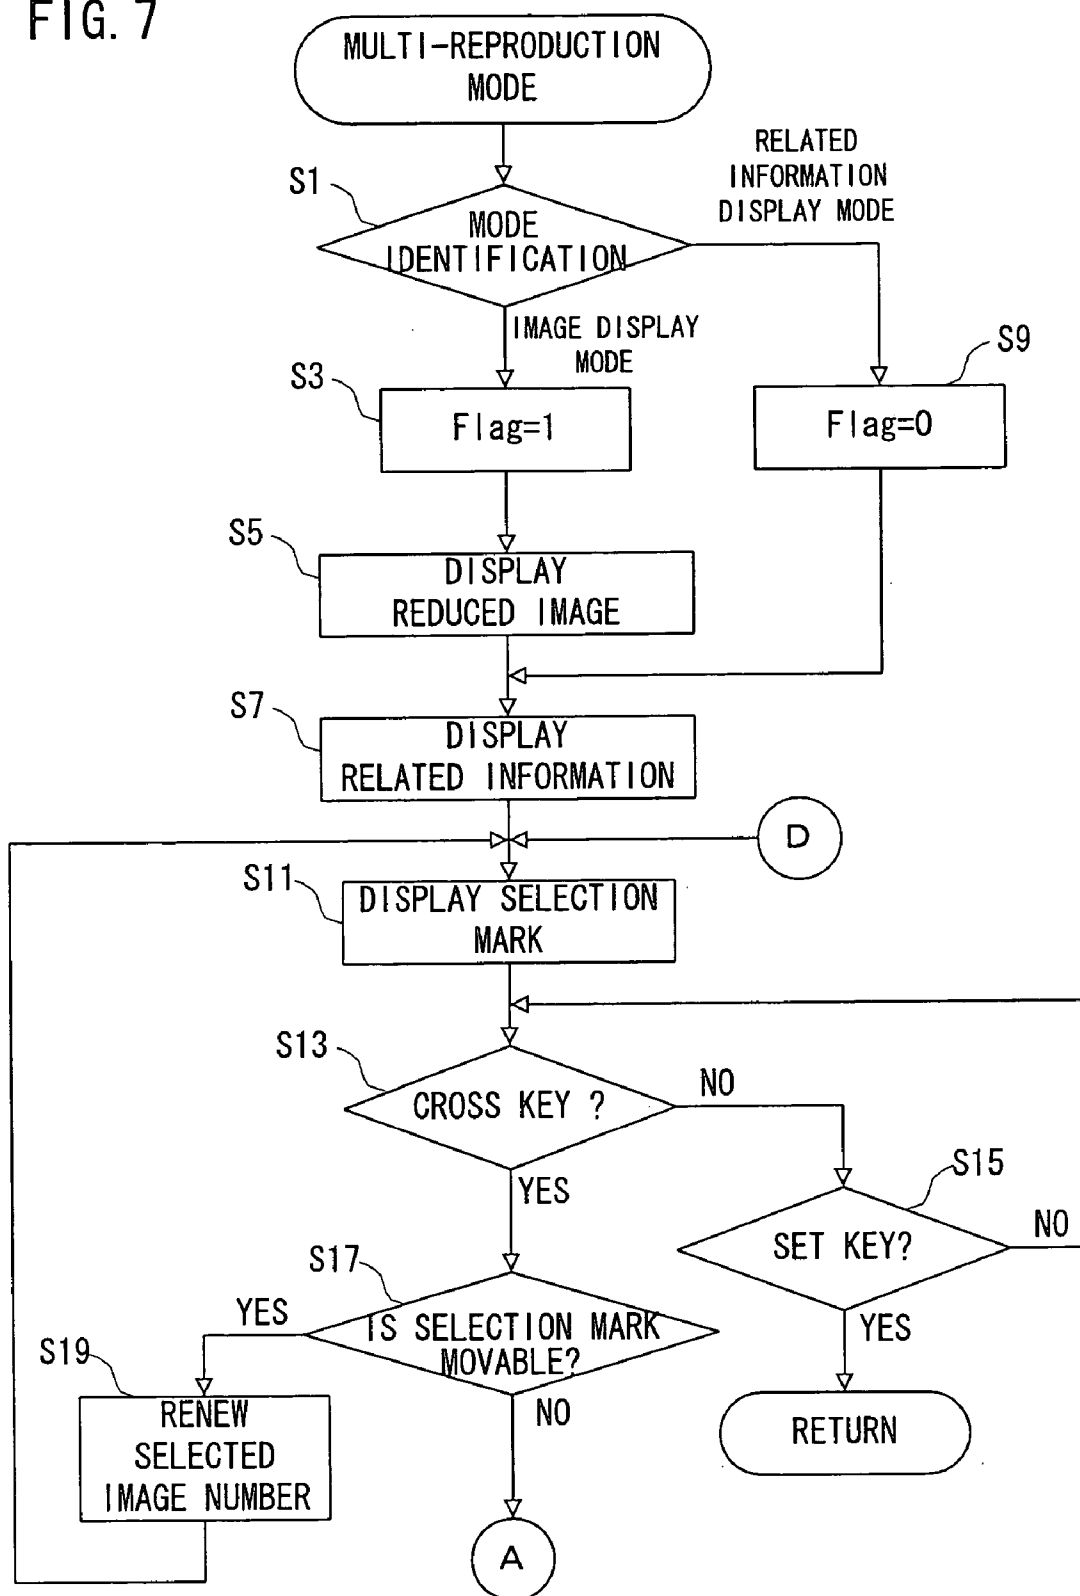 FIG. 7
MULTI-REPRODUCTION
MODE
RELATED
INFORMATION
DISPLAY MODE
S1
MODE
IDENTIFICATION
IMAGE DISPLAY
MODE
S3
Flag=1
S9
Flag=0
S5
DISPLAY
REDUCED IMAGE
S7
DISPLAY
RELATED INFORMATION
D
S11
DISPLAY SELECTION
MARK
S13
CROSS KEY ?
NO
YES
S15
SET KEY?
NO
YES
S17
IS SELECTION MARK
MOVABLE?
YES
NO
S19
RENEW
SELECTED
IMAGE NUMBER
RETURN
A